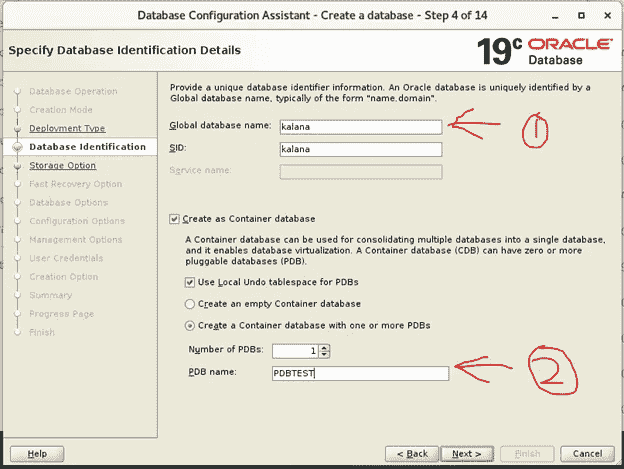 Database Configuration Assistant - Create a database - Step 4 of 14
Specify Database Identification Details
19c ORACLE
Database
Database Operation
Creation Mode
Deployment Type
Database Identification
Storage Option
Fast Recovery Option
Database Options
Configuration Options
Management Options
User Credentials
Creation Option
Summary
Progress Page
Finish
Provide a unique database identifier information. An Oracle database is uniquely identified by a
Global database name, typically of the form "name.domain".
Global database name: kalana
1
SID: kalana
Service name:
Create as Container database
A Container database can be used for consolidating multiple databases into a single database,
and it enables database virtualization. A Container database (CDB) can have zero or more
pluggable databases (PDB).
Use Local Undo tablespace for PDBs
Create an empty Container database
Create a Container database with one or more PDBs
Number of PDBs: 1
PDB name: PDBTEST
2
Help
< Back
Next >
Finish
Cancel